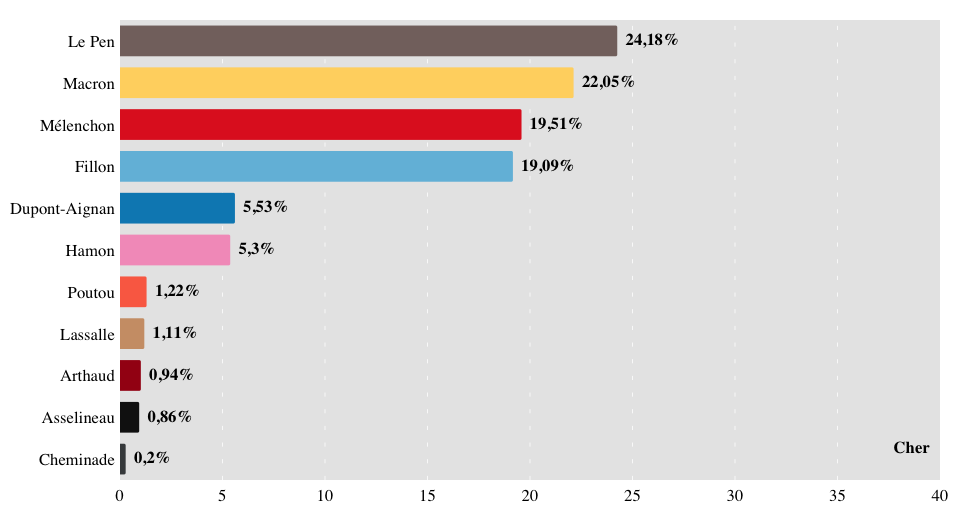 Le Pen 24,18%
Macron 22,05%
Mélenchon 19,51%
Fillon 19,09%
Dupont-Aignan 5,53%
Hamon 5,3%
Poutou 1,22%
Lassalle 1,11%
Arthaud 0,94%
Asselineau 0,86%
Cher
Cheminade 0,2%
0 5 10 15 20 25 30 35 40